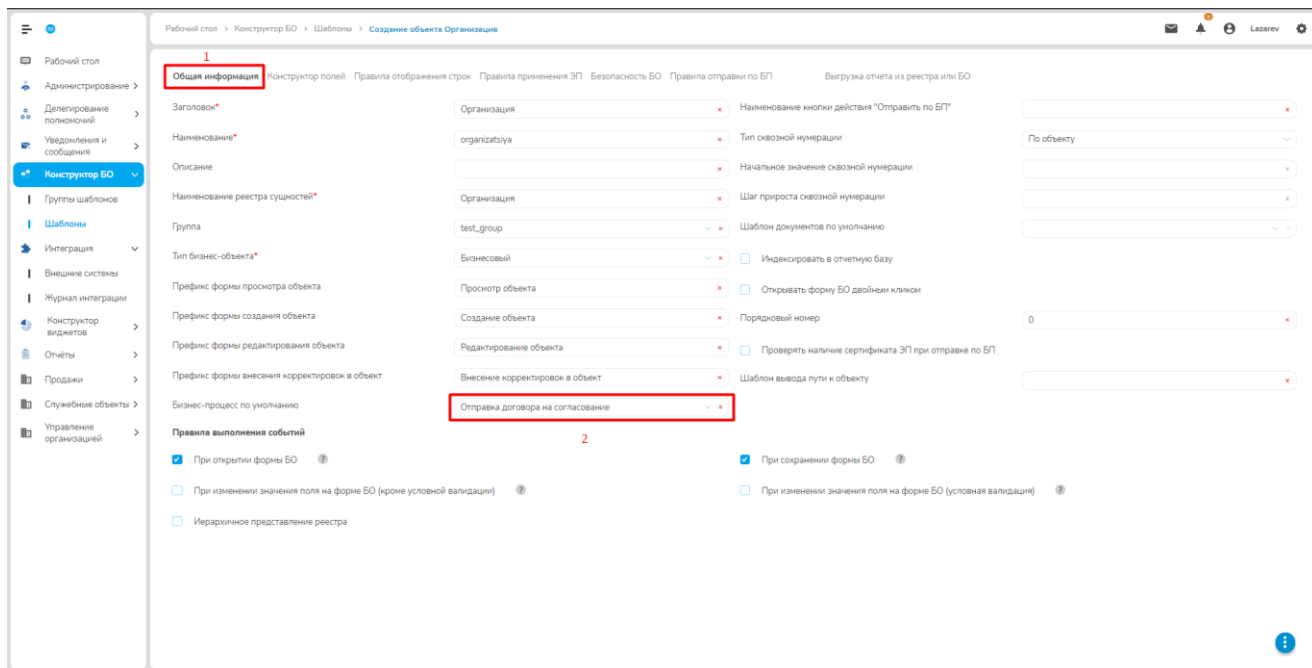 Рабочий стол > Конструктор БО > Шаблоны > Создание объекта Организация
Lazarev
Рабочий стол
Администрирование >
Делегирование полномочий >
Уведомления и сообщения >
Конструктор БО
Группы шаблонов
Шаблоны
Интеграция
Внешние системы
Журнал интеграции
Конструктор виджетов >
Отчёты >
Продажи >
Служебные объекты >
Управление организацией >
1
Общая информация Конструктор полей Правила отображения строк Правила применения ЭП Безопасность БО Правила отправки по БП Выгрузка отчета из реестра или БО
Заголовок* Организация
Наименование* organizatsiya
Описание
Наименование реестра сущностей* Организация
Группа test_group
Тип бизнес-объекта* Бизнесовый
Префикс формы просмотра объекта Просмотр объекта
Префикс формы создания объекта Создание объекта
Префикс формы редактирования объекта Редактирование объекта
Префикс формы внесения корректировок в объект Внесение корректировок в объект
Бизнес-процесс по умолчанию Отправка договора на согласование
2
Наименование кнопки действия "Отправить по БП"
Тип сквозной нумерации По объекту
Начальное значение сквозной нумерации
Шаг прироста сквозной нумерации
Шаблон документов по умолчанию
Индексировать в отчетную базу
Открывать форму БО двойным кликом
Порядковый номер 0
Проверять наличие сертификата ЭП при отправке по БП
Шаблон вывода пути к объекту
Правила выполнения событий
При открытии формы БО ?
При сохранении формы БО ?
При изменении значения поля на форме БО (кроме условной валидации) ?
При изменении значения поля на форме БО (условная валидация) ?
Иерархичное представление реестра